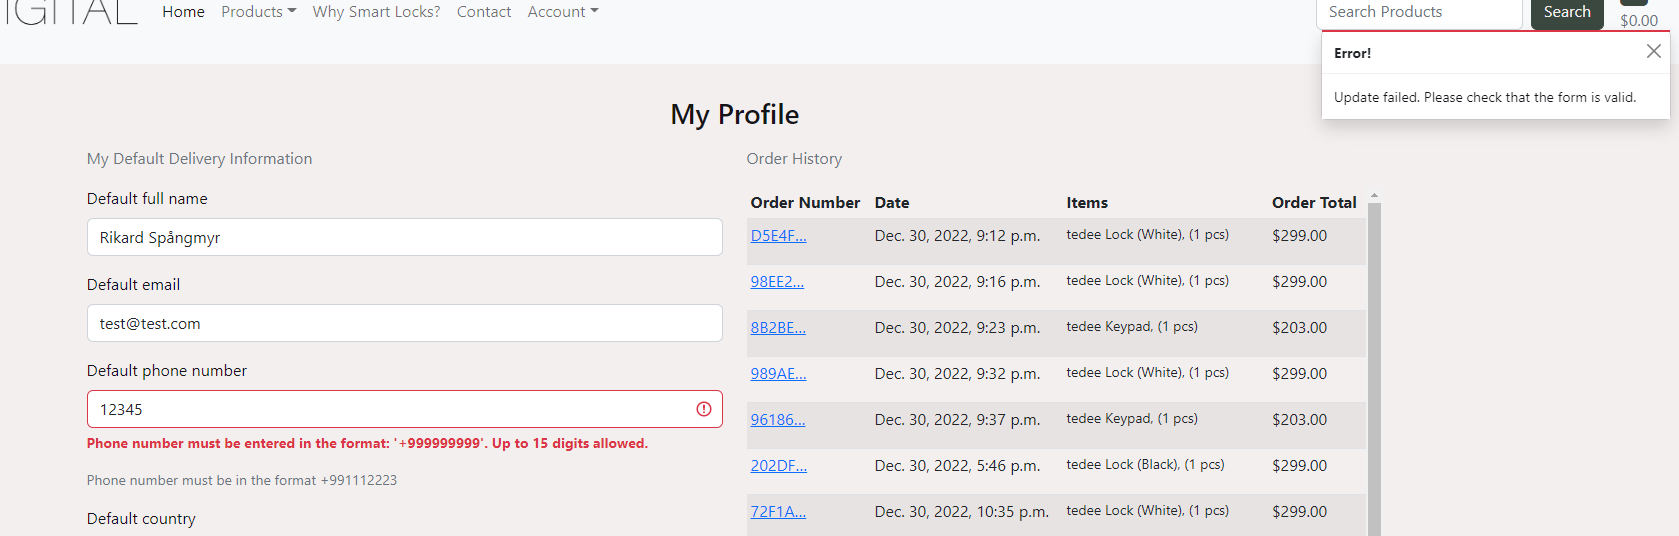 Home Products Why Smart Locks? Contact Account Search Products Search $0.00
Error!
Update failed. Please check that the form is valid.
My Profile
My Default Delivery Information
Default full name
Rikard Spångmyr
Default email
test@test.com
Default phone number
12345
Phone number must be entered in the format: '+999999999'. Up to 15 digits allowed.
Phone number must be in the format +991112223
Default country
Order History
Order Number Date Items Order Total
D5E4F... Dec. 30, 2022, 9:12 p.m. tedee Lock (White), (1 pcs) $299.00
98EE2... Dec. 30, 2022, 9:16 p.m. tedee Lock (White), (1 pcs) $299.00
8B2BE... Dec. 30, 2022, 9:23 p.m. tedee Keypad, (1 pcs) $203.00
989AE... Dec. 30, 2022, 9:32 p.m. tedee Lock (White), (1 pcs) $299.00
96186... Dec. 30, 2022, 9:37 p.m. tedee Keypad, (1 pcs) $203.00
202DF... Dec. 30, 2022, 5:46 p.m. tedee Lock (Black), (1 pcs) $299.00
72F1A... Dec. 30, 2022, 10:35 p.m. tedee Lock (White), (1 pcs) $299.00